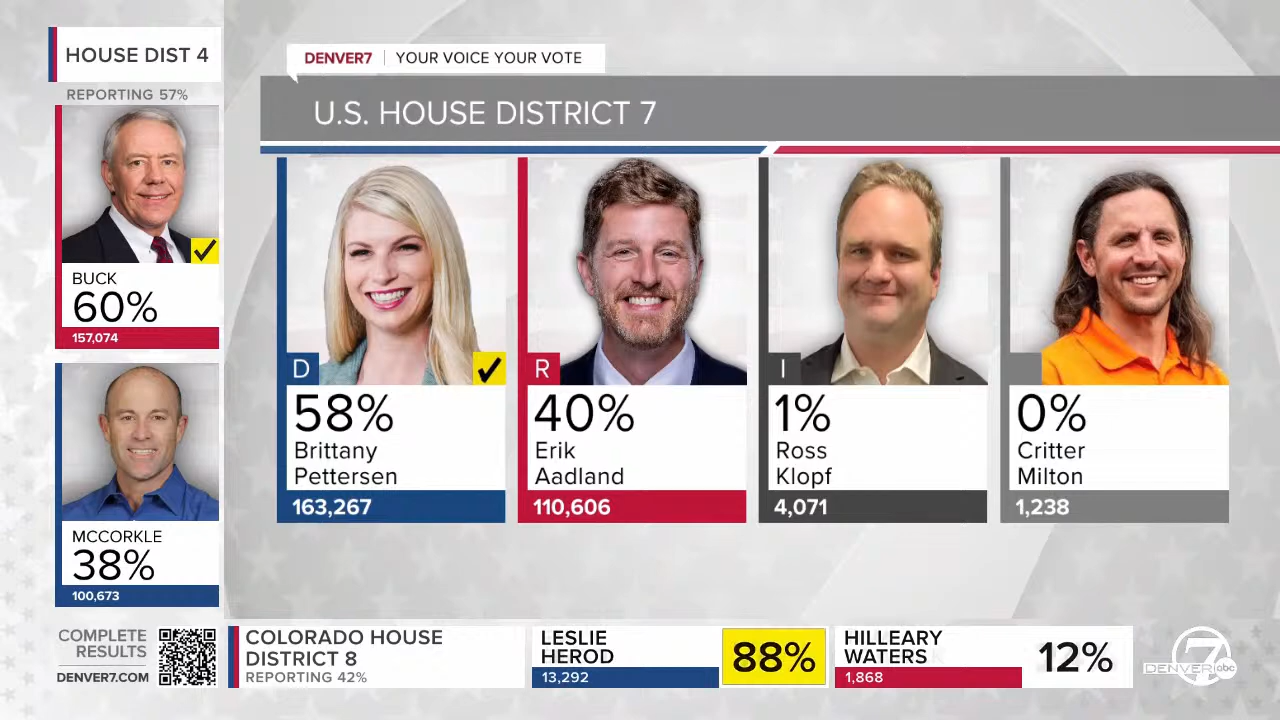 HOUSE DIST 4
REPORTING 57%
BUCK
60%
157,074
MCCORKLE
38%
100,673
DENVER7 | YOUR VOICE YOUR VOTE
U.S. HOUSE DISTRICT 7
D
58%
Brittany
Pettersen
163,267
R
40%
Erik
Aadland
110,606
I
1%
Ross
Klopf
4,071
0%
Critter
Milton
1,238
COMPLETE
RESULTS
DENVER7.COM
COLORADO HOUSE
DISTRICT 8
REPORTING 42%
LESLIE
HEROD
13,292
88%
HILLEARY
WATERS
1,868
12%
7
DENVER abc